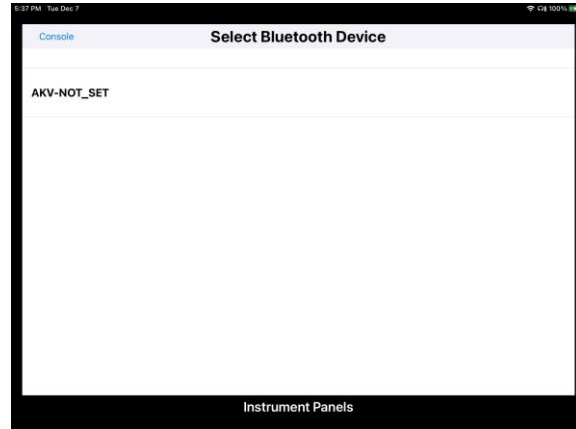 5:37 PM Tue Dec 7
100%
Console
Select Bluetooth Device
AKV-NOT_SET
Instrument Panels